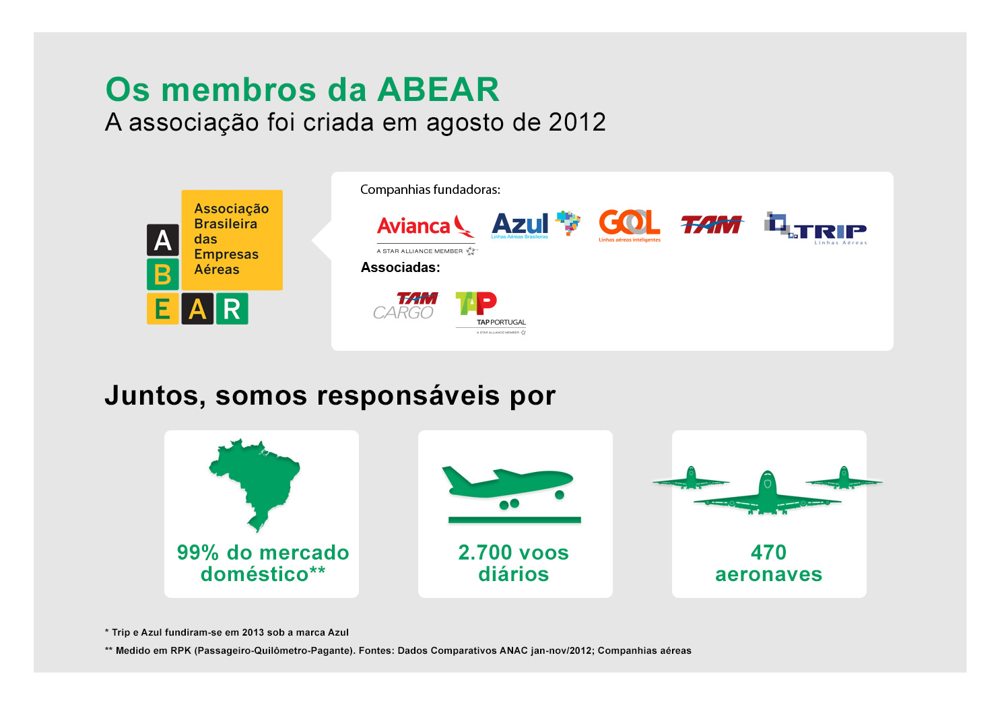 Os membros da ABEAR
A associação foi criada em agosto de 2012
Associação
Brasileira
das
Empresas
Aéreas
A
B
E A R
Companhias fundadoras:
Avianca
A STAR ALLIANCE MEMBER
Azul
Linhas Aéreas Brasileiras
GOL
Linhas aéreas inteligentes
TAM
TRIP
Linhas Aéreas
Associadas:
TAM
CARGO
TAP
TAP PORTUGAL
A STAR ALLIANCE MEMBER
Juntos, somos responsáveis por
99% do mercado
doméstico**
2.700 voos
diários
470
aeronaves
* Trip e Azul fundiram-se em 2013 sob a marca Azul
** Medido em RPK (Passageiro-Quilômetro-Pagante). Fontes: Dados Comparativos ANAC jan-nov/2012; Companhias aéreas